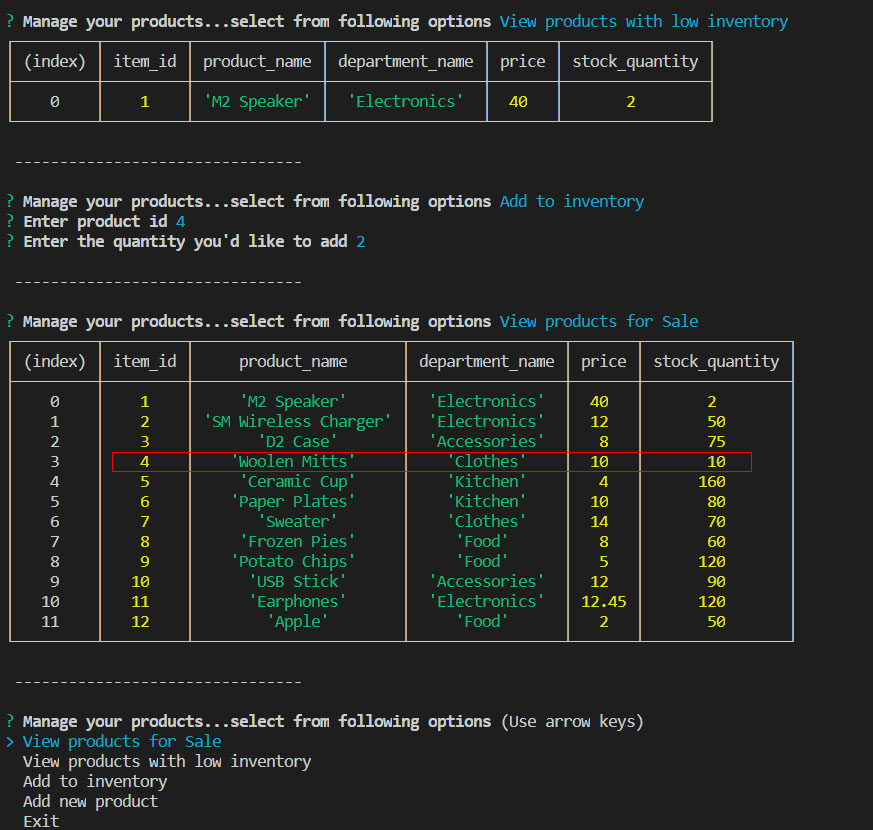 ? Manage your products...select from following options View products with low inventory
(index) item_id product_name department_name price stock_quantity
0 1 'M2 Speaker' 'Electronics' 40 2
--------------------------------
? Manage your products...select from following options Add to inventory
? Enter product id 4
? Enter the quantity you'd like to add 2
--------------------------------
? Manage your products...select from following options View products for Sale
(index) item_id product_name department_name price stock_quantity
0 1 'M2 Speaker' 'Electronics' 40 2
1 2 'SM Wireless Charger' 'Electronics' 12 50
2 3 'D2 Case' 'Accessories' 8 75
3 4 'Woolen Mitts' 'Clothes' 10 10
4 5 'Ceramic Cup' 'Kitchen' 4 160
5 6 'Paper Plates' 'Kitchen' 10 80
6 7 'Sweater' 'Clothes' 14 70
7 8 'Frozen Pies' 'Food' 8 60
8 9 'Potato Chips' 'Food' 5 120
9 10 'USB Stick' 'Accessories' 12 90
10 11 'Earphones' 'Electronics' 12.45 120
11 12 'Apple' 'Food' 2 50
--------------------------------
? Manage your products...select from following options (Use arrow keys)
> View products for Sale
View products with low inventory
Add to inventory
Add new product
Exit